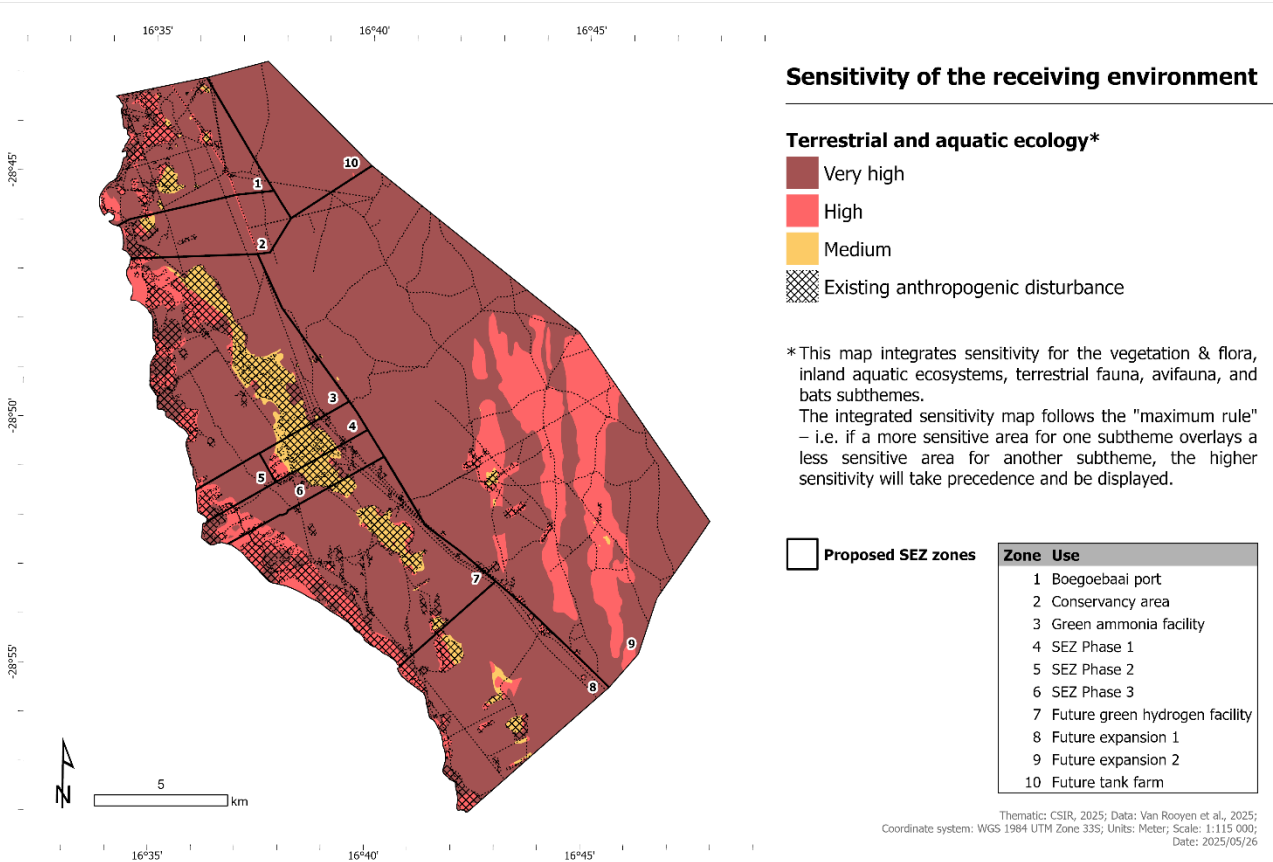 16°35'
16°40'
16°45'
-28°45'
-28°50'
-28°55'
10
1
2
3
4
5
6
7
9
8
N
5
km
16°35'
16°40'
16°45'
Sensitivity of the receiving environment
Terrestrial and aquatic ecology*
Very high
High
Medium
Existing anthropogenic disturbance
* This map integrates sensitivity for the vegetation & flora,
inland aquatic ecosystems, terrestrial fauna, avifauna, and
bats subthemes.
The integrated sensitivity map follows the "maximum rule"
– i.e. if a more sensitive area for one subtheme overlays a
less sensitive area for another subtheme, the higher
sensitivity will take precedence and be displayed.
Proposed SEZ zones
Zone Use
1 Boegoebaai port
2 Conservancy area
3 Green ammonia facility
4 SEZ Phase 1
5 SEZ Phase 2
6 SEZ Phase 3
7 Future green hydrogen facility
8 Future expansion 1
9 Future expansion 2
10 Future tank farm
Thematic: CSIR, 2025; Data: Van Rooyen et al., 2025;
Coordinate system: WGS 1984 UTM Zone 33S; Units: Meter; Scale: 1:115 000;
Date: 2025/05/26